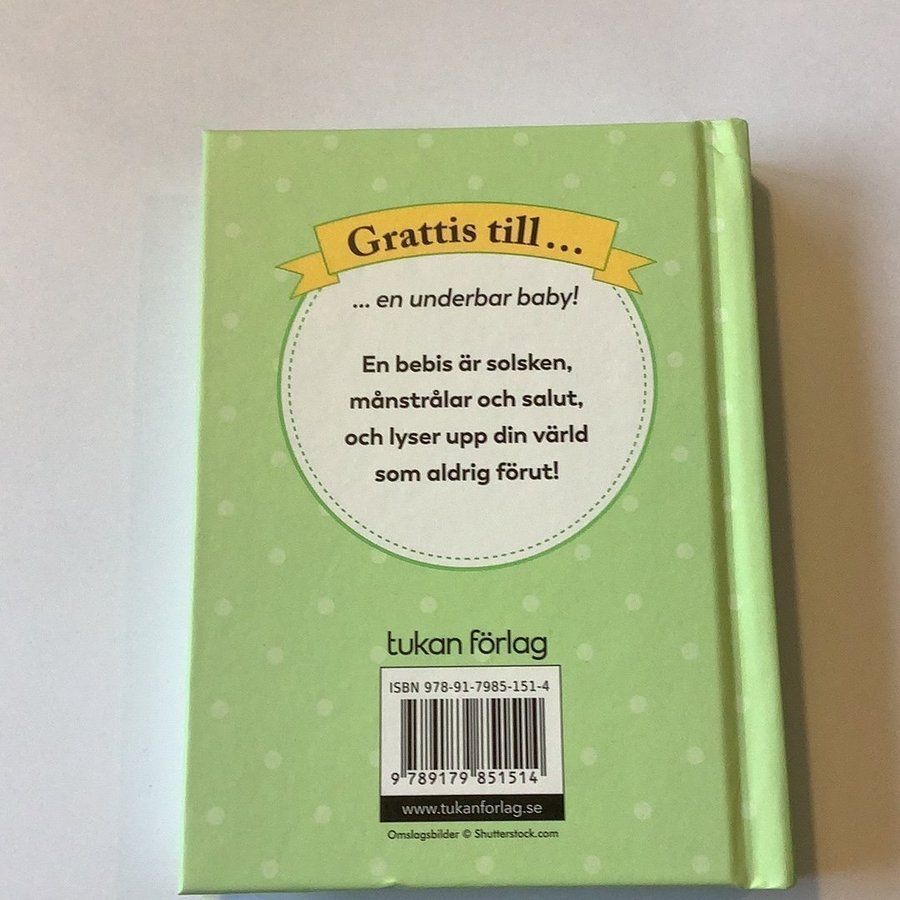 Grattis till...
... en underbar baby!
En bebis är solsken,
månstrålar och salut,
och lyser upp din värld
som aldrig förut!
tukan förlag
ISBN 978-91-7985-151-4
9 789179 851514
www.tukanforlag.se
Omslagsbilder © Shutterstock.com